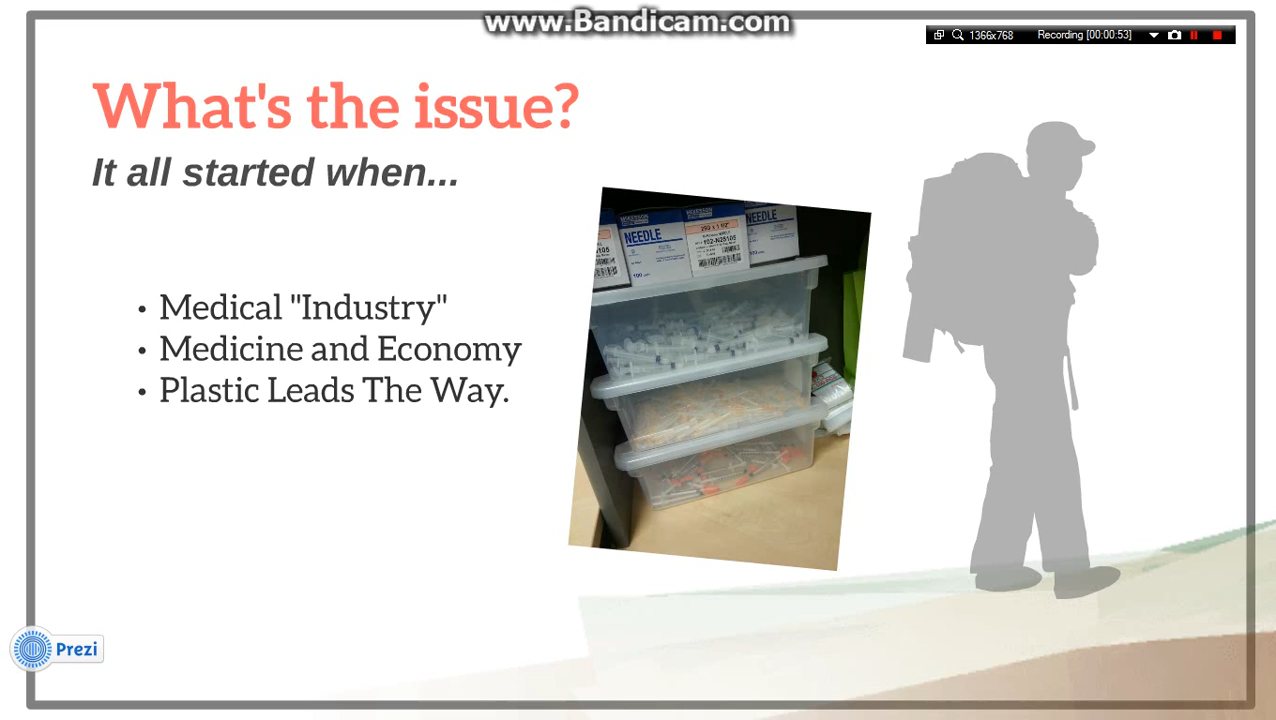 www.Bandicam.com
1366x768 Recording [00:00:53]
What's the issue?
It all started when...
• Medical "Industry"
• Medicine and Economy
• Plastic Leads The Way.
McKESSON
NEEDLE
NEEDLE
Prezi